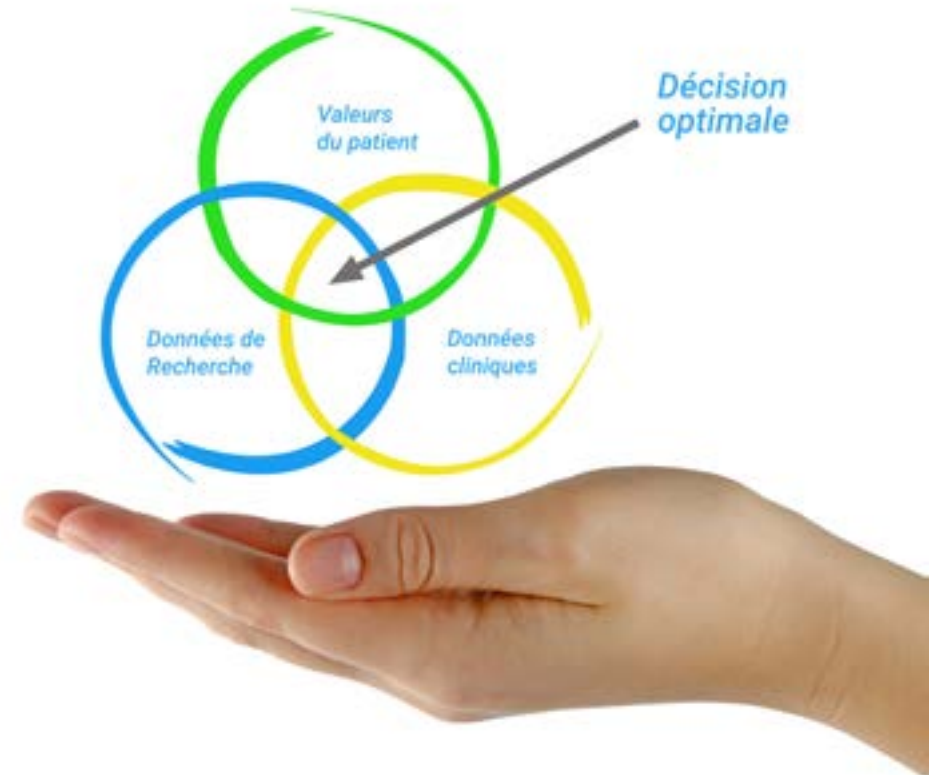 Valeurs
du patient
Décision
optimale
Données de
Recherche
Données
cliniques